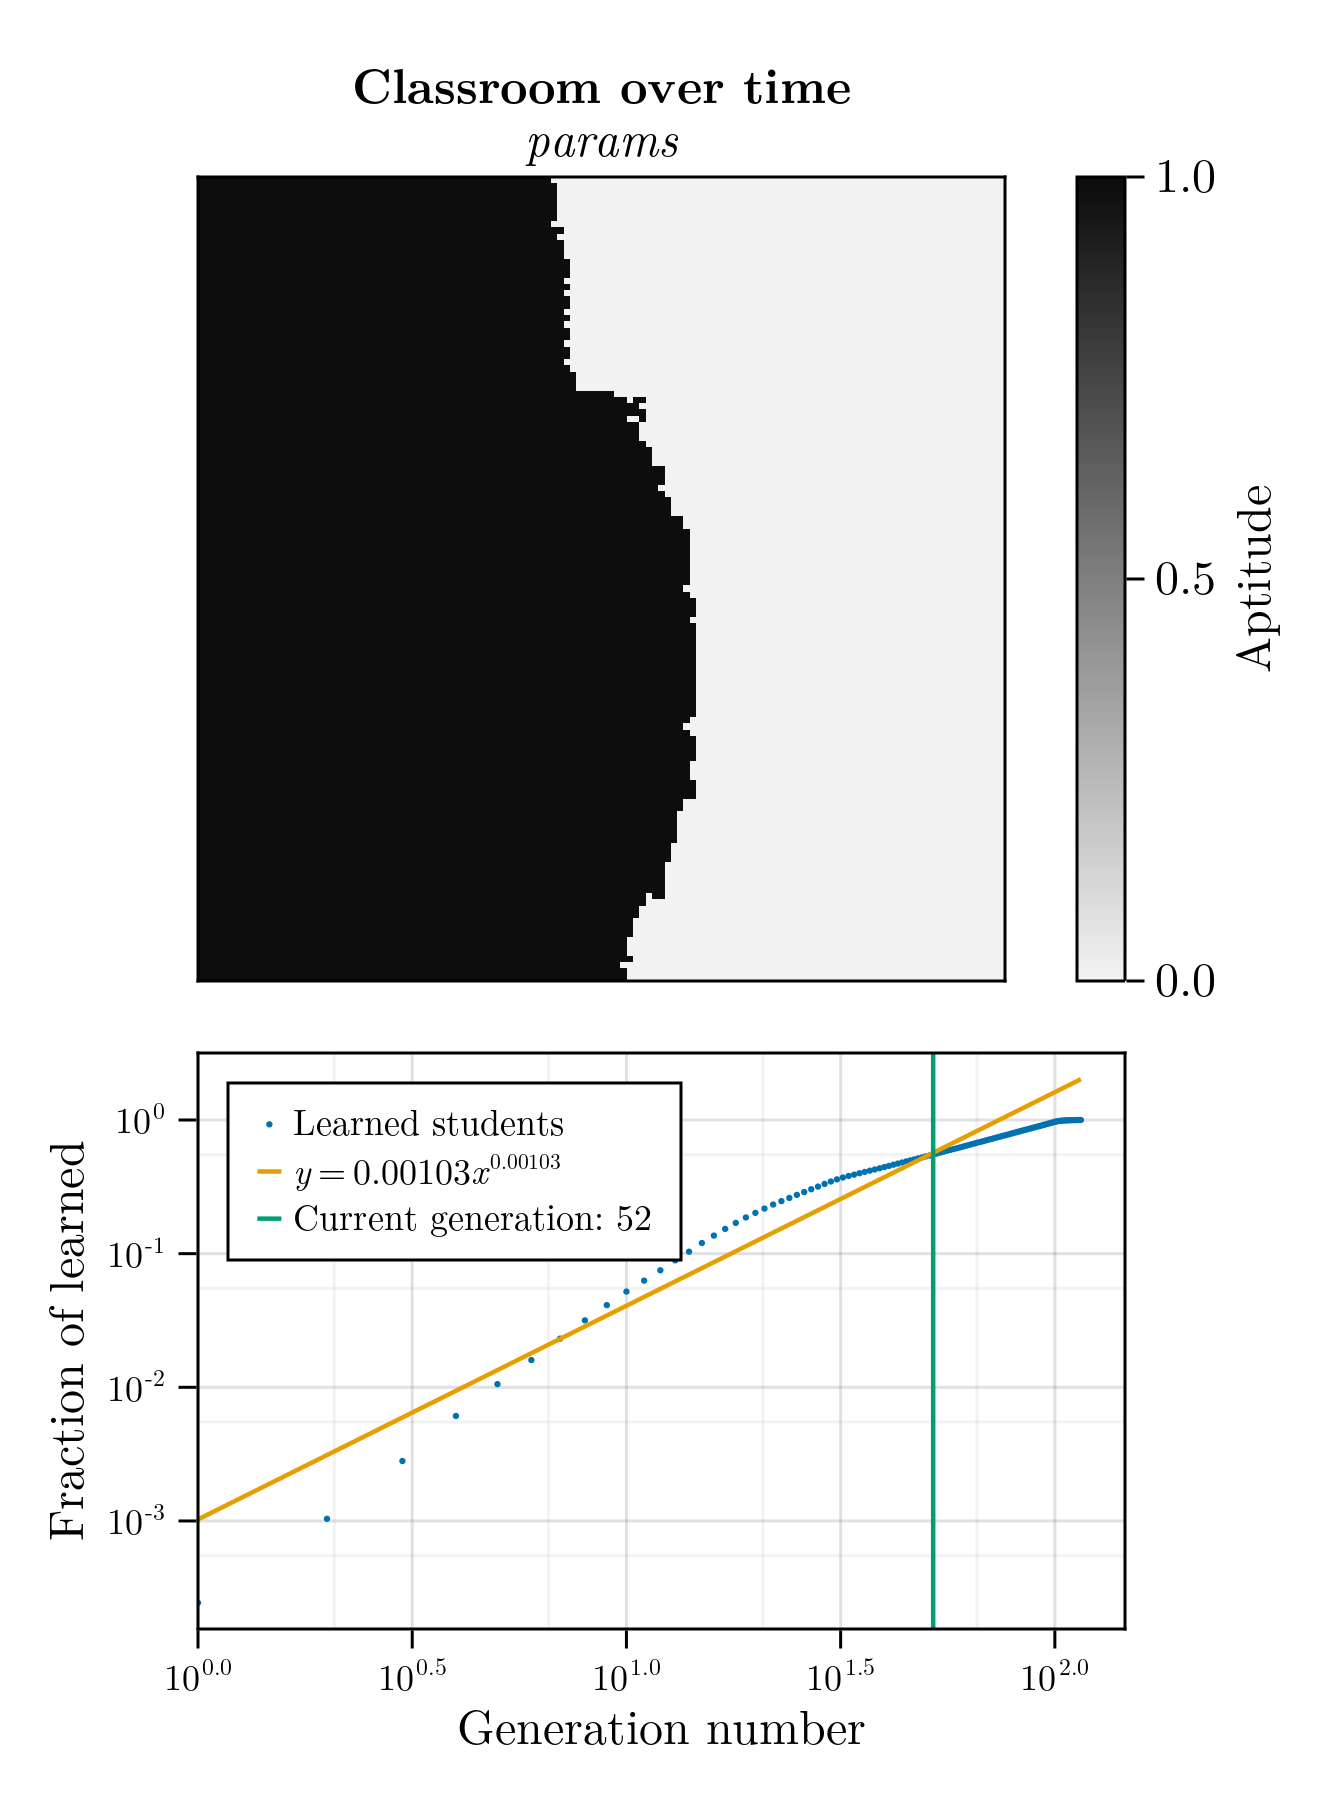 Classroom over time
params
1.0
0.5
0.0
Aptitude
Learned students
y = 0.00103x^0.00103
Current generation: 52
10^0
10^-1
10^-2
10^-3
Fraction of learned
10^0.0
10^0.5
10^1.0
10^1.5
10^2.0
Generation number